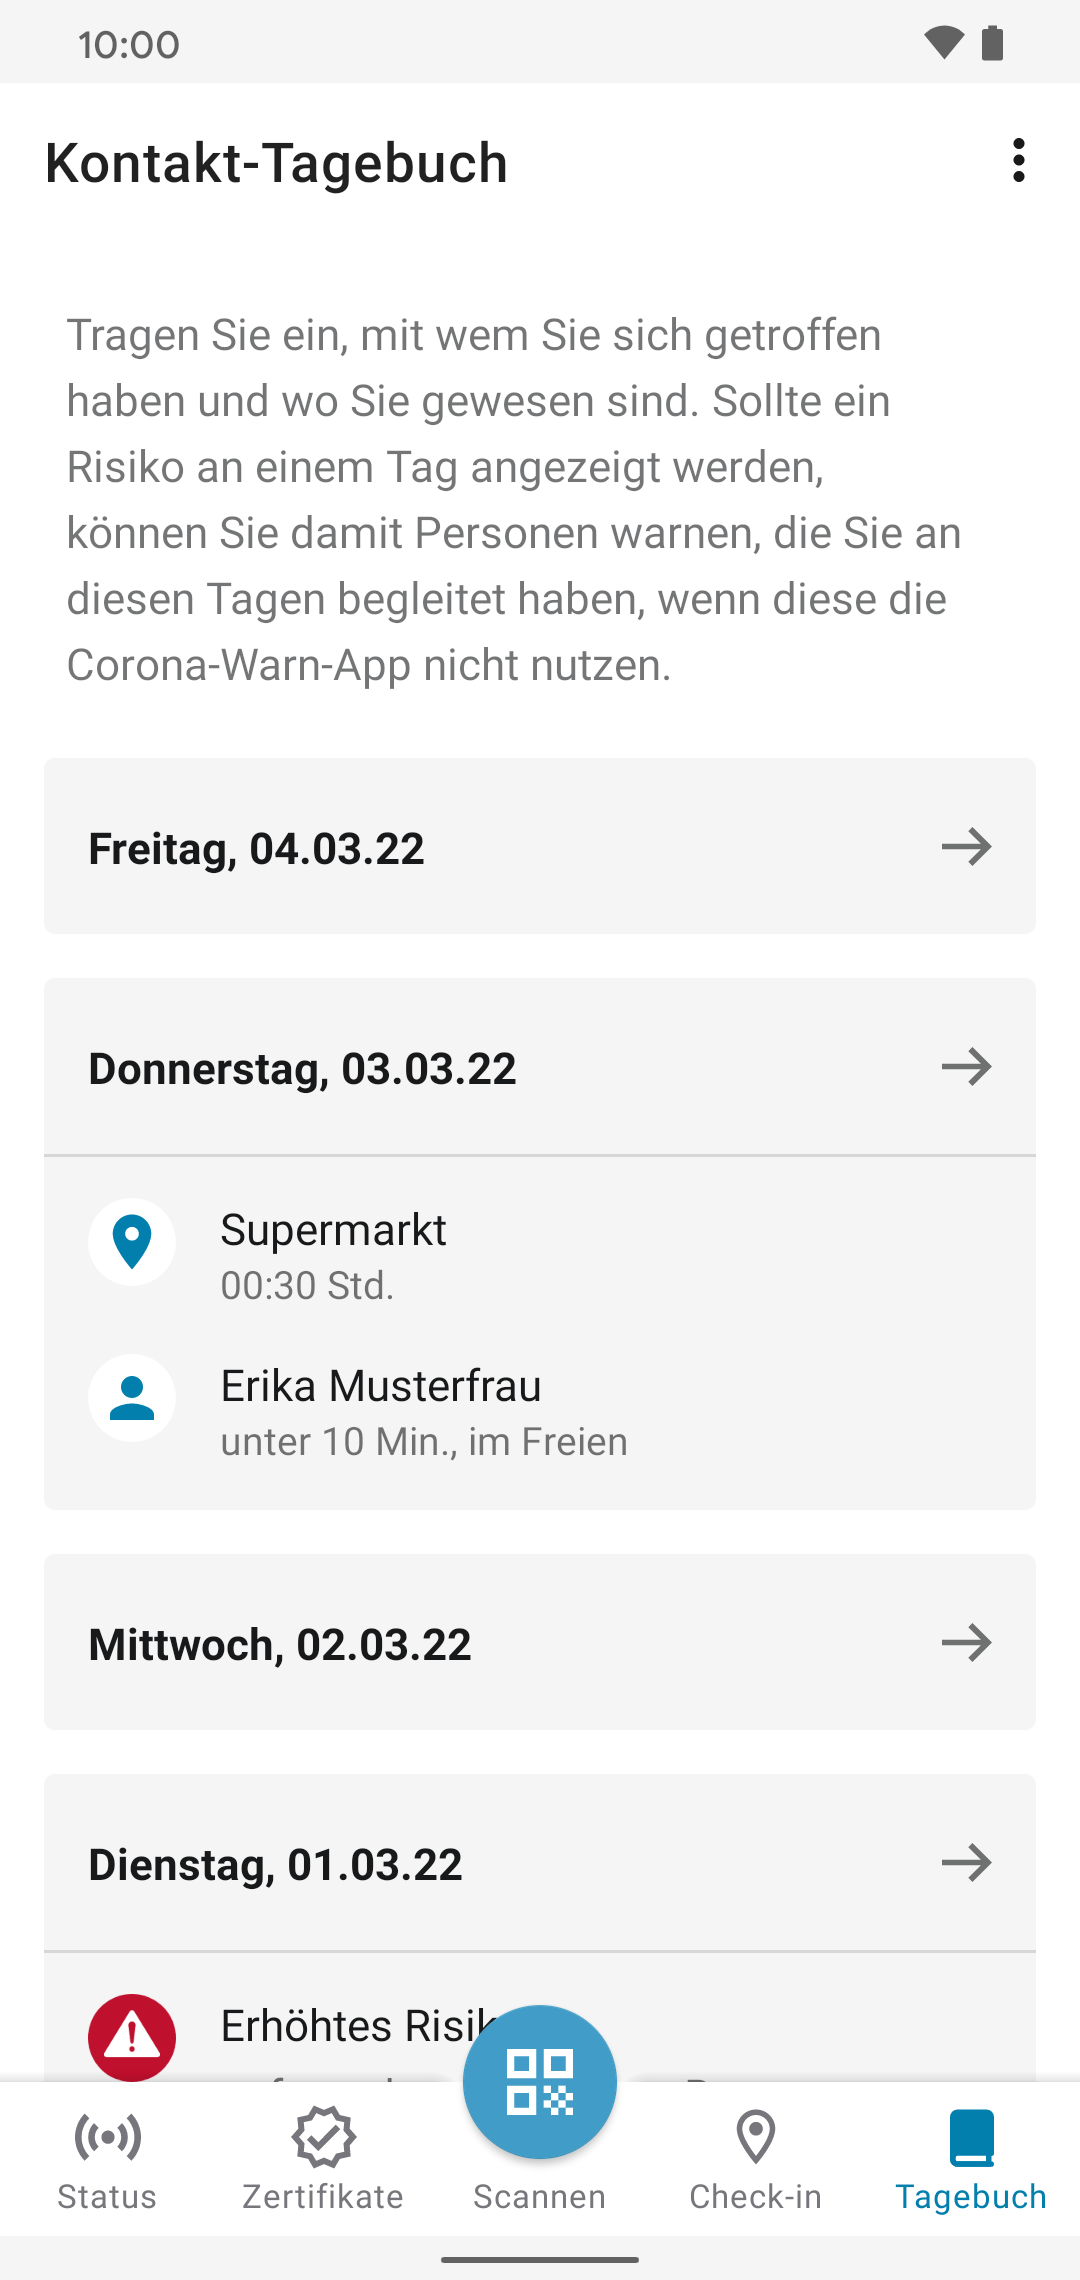 10:00
Kontakt-Tagebuch
Tragen Sie ein, mit wem Sie sich getroffen
haben und wo Sie gewesen sind. Sollte ein
Risiko an einem Tag angezeigt werden,
können Sie damit Personen warnen, die Sie an
diesen Tagen begleitet haben, wenn diese die
Corona-Warn-App nicht nutzen.
Freitag, 04.03.22
Donnerstag, 03.03.22
Supermarkt
00:30 Std.
Erika Musterfrau
unter 10 Min., im Freien
Mittwoch, 02.03.22
Dienstag, 01.03.22
Erhöhtes
Status
Zertifikate
Scannen
Check-in
Tagebuch